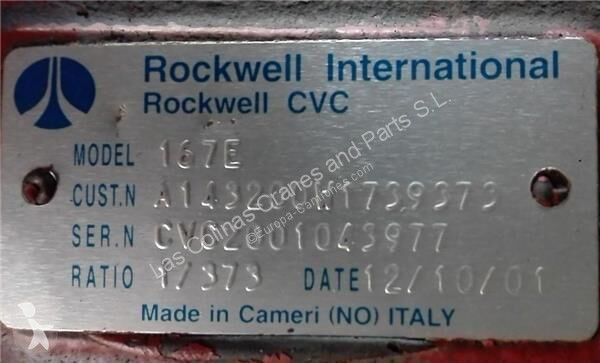 Rockwell International
Rockwell CVC
MODEL 167E
CUST.N
SER.N
RATIO 1/373 DATE 12/10/01
Made in Cameri (NO) ITALY
Las Colinas Cranes and Parts S.L.